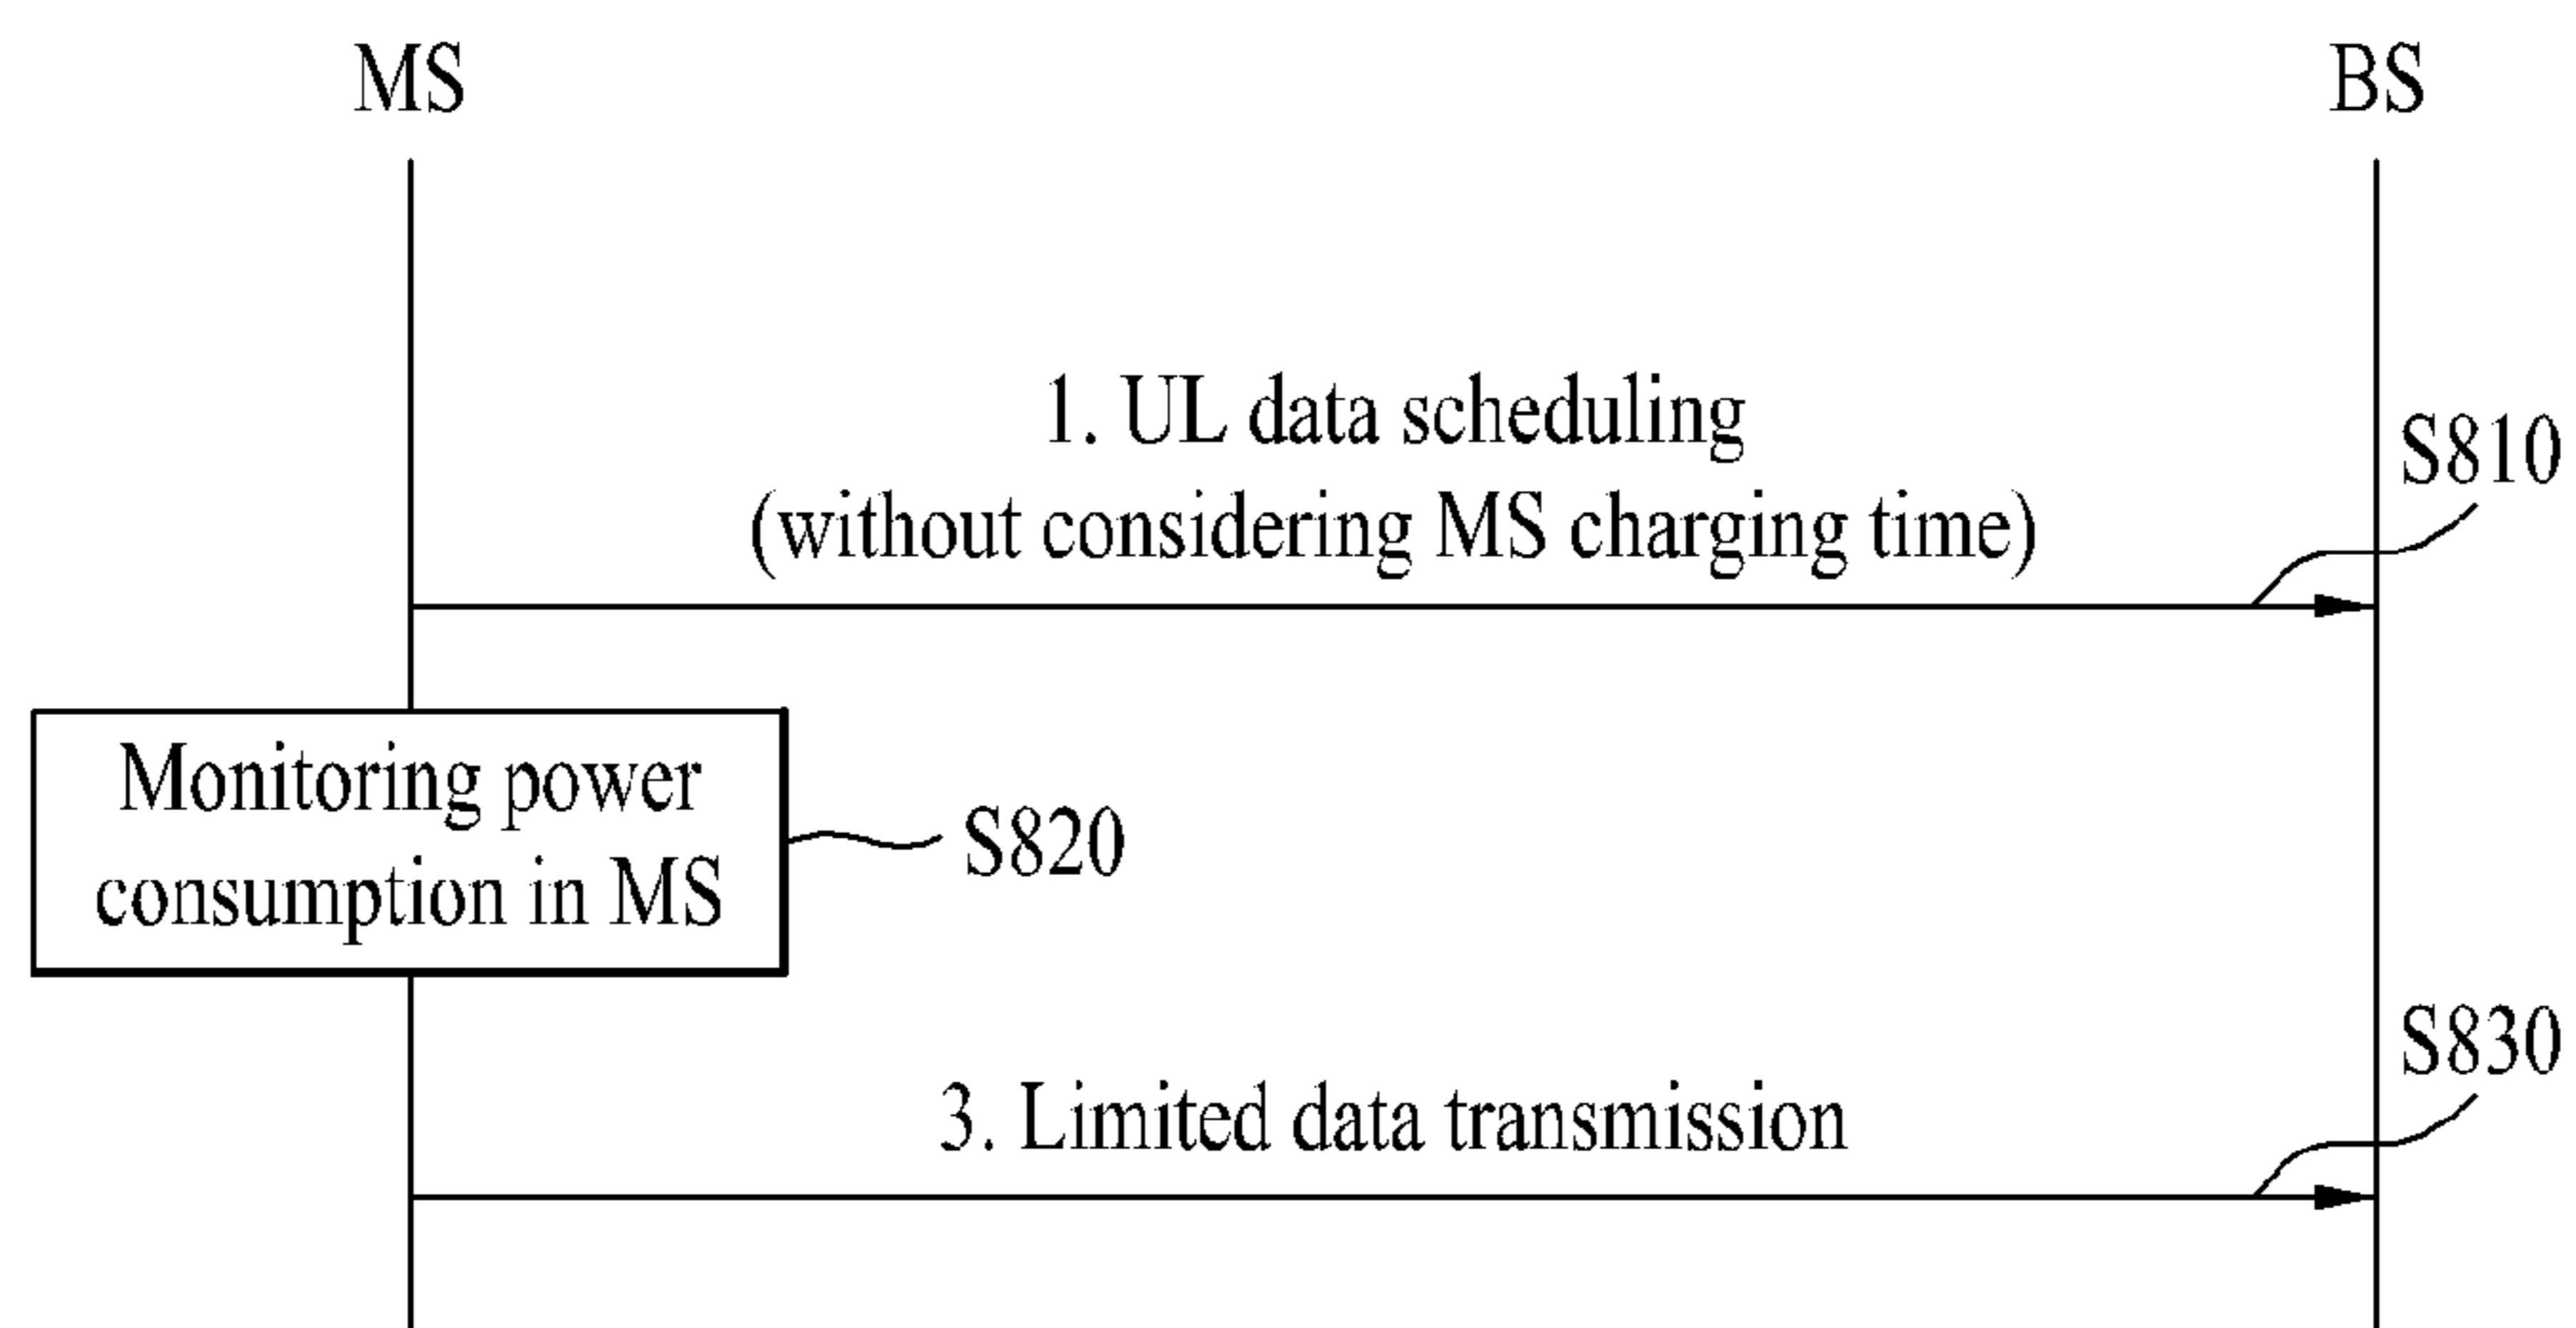 MS
BS
1. UL data scheduling
(without considering MS charging time)
S810
Monitoring power
consumption in MS
S820
S830
3. Limited data transmission